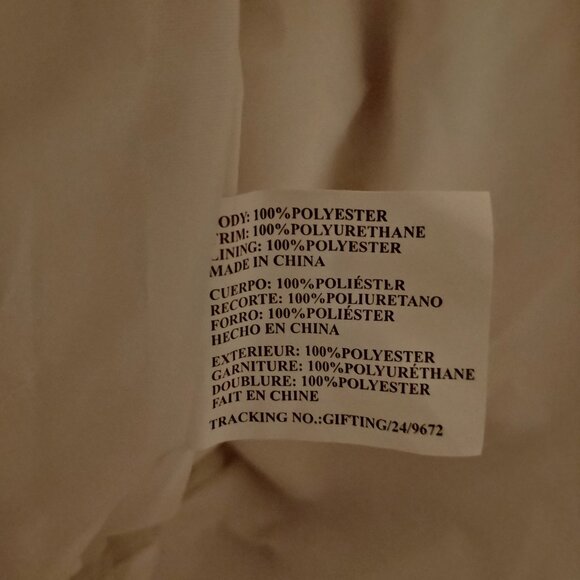 ODY: 100%POLYESTER
TRIM: 100%POLYURETHANE
LINING: 100%POLYESTER
MADE IN CHINA
CUERPO: 100%POLIÉSTER
RECORTE: 100%POLIURETANO
FORRO: 100%POLIÉSTER
HECHO EN CHINA
EXTERIEUR: 100%POLYESTER
GARNITURE: 100%POLYURÉTHANE
DOUBLURE: 100%POLYESTER
FAIT EN CHINE
TRACKING NO.:GIFTING/24/9672